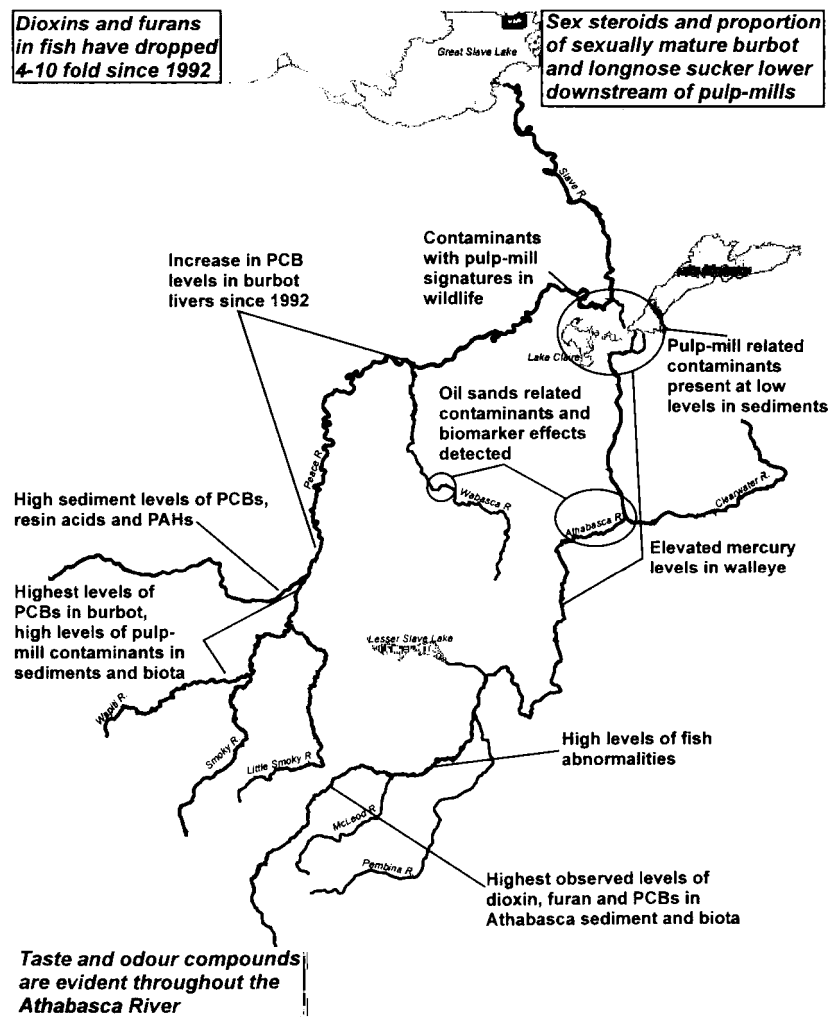 Dioxins and furans
in fish have dropped
4-10 fold since 1992
Sex steroids and proportion
of sexually mature burbot
and longnose sucker lower
downstream of pulp-mills
Great Slave Lake
Slave R.
Contaminants
with pulp-mill
signatures in
wildlife
Increase in PCB
levels in burbot
livers since 1992
Lake Claire
Pulp-mill related
contaminants
present at low
levels in sediments
Oil sands related
contaminants and
biomarker effects
detected
Peace R.
Wabasca R.
Clearwater R.
Athabasca R.
High sediment levels of PCBs,
resin acids and PAHs
Elevated mercury
levels in walleye
Highest levels of
PCBs in burbot,
high levels of pulp-
mill contaminants in
sediments and biota
Lesser Slave Lake
Wapiti R.
Smoky R.
Little Smoky R.
High levels of fish
abnormalities
McLeod R.
Pembina R.
Highest observed levels of
dioxin, furan and PCBs in
Athabasca sediment and biota
Taste and odour compounds
are evident throughout the
Athabasca River